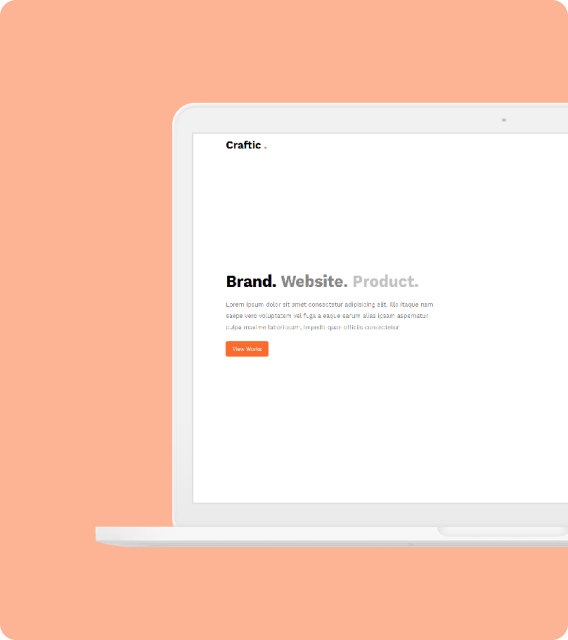 Craftic .
Brand. Website. Product.
Lorem ipsum dolor sit amet consectetur adipisicing elit. Illo itaque nam
saepe vero voluptatem vel fuga a eaque earum alias ipsam aspernatur
culpa maxime laboriosam, impedit quae officiis consectetur
View Works